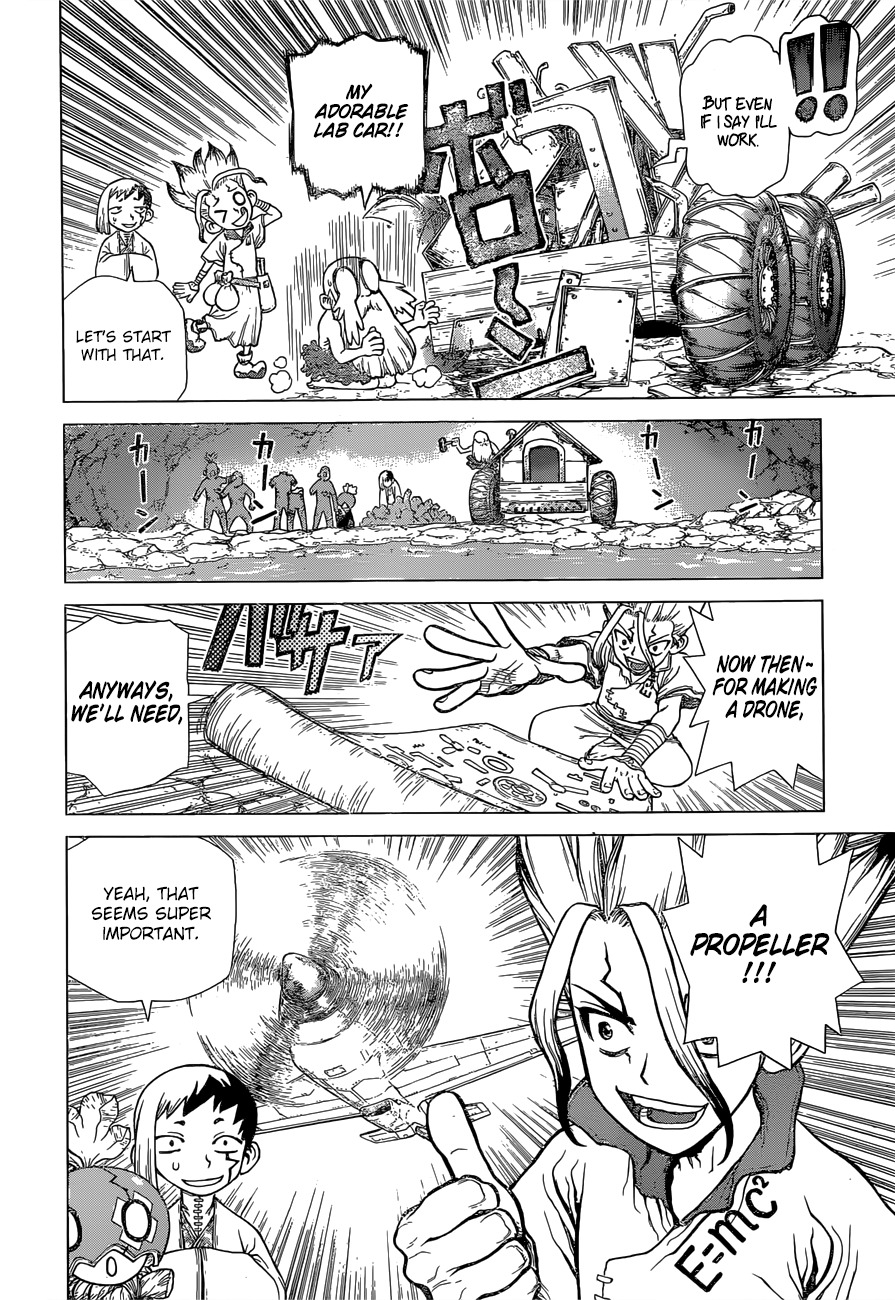 !!
BUT EVEN
IF I SAY I'LL
WORK.
MY
ADORABLE
LAB CAR!!
ボロ〜ン
LET'S START
WITH THAT.
カーン
カーン
カーン
カーン
NOW THEN~
FOR MAKING
A DRONE,
バサァ
ANYWAYS,
WE'LL NEED,
A
PROPELLER
!!!
YEAH, THAT
SEEMS SUPER
IMPORTANT.
E=mc²